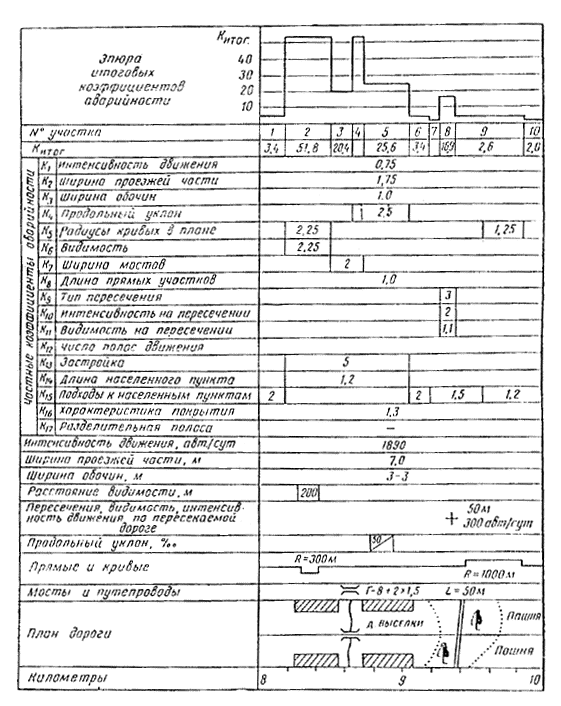 Kитог.
Эпюра итоговых коэффициентов аварийности
40
30
20
10
N° участка 1 2 3 4 5 6 7 8 9 10
Kитог 3,4 51,8 20,4 25,6 3,4 16,9 2,6 2,0
Частные коэффициенты аварийности
K1 Интенсивность движения 0,75
K2 Ширина проезжей части 1,75
K3 Ширина обочин 1,0
K4 Продольный уклон 2,5
K5 Радиусы кривых в плане 2,25 1,25
K6 Видимость 2,25
K7 Ширина мостов 2
K8 Длина прямых участков 1,0
K9 Тип пересечения 3
K10 Интенсивность на пересечении 2
K11 Видимость на пересечении 1,1
K12 Число полос движения
K13 Застройка 5
K14 Длина населенного пункта 1,2
K15 Подходы к населенным пунктам 2 2 1,5 1,2
K16 Характеристика покрытия 1,3
K17 Разделительная полоса —
Интенсивность движения, авт/сут 1890
Ширина проезжей части, м 7,0
Ширина обочин, м 3-3
Расстояние видимости, м 200
Пересечения, видимость, интенсив-
ность движения, по пересекаемой
дороге
50м
300 авт/сут
Продольный уклон, ‰ 50
Прямые и кривые R=300м R=1000м
Мосты и путепроводы Г-8+2×1,5 L=50м
План дороги д. Выселки Пашня
Пашня
Километры 8 9 10